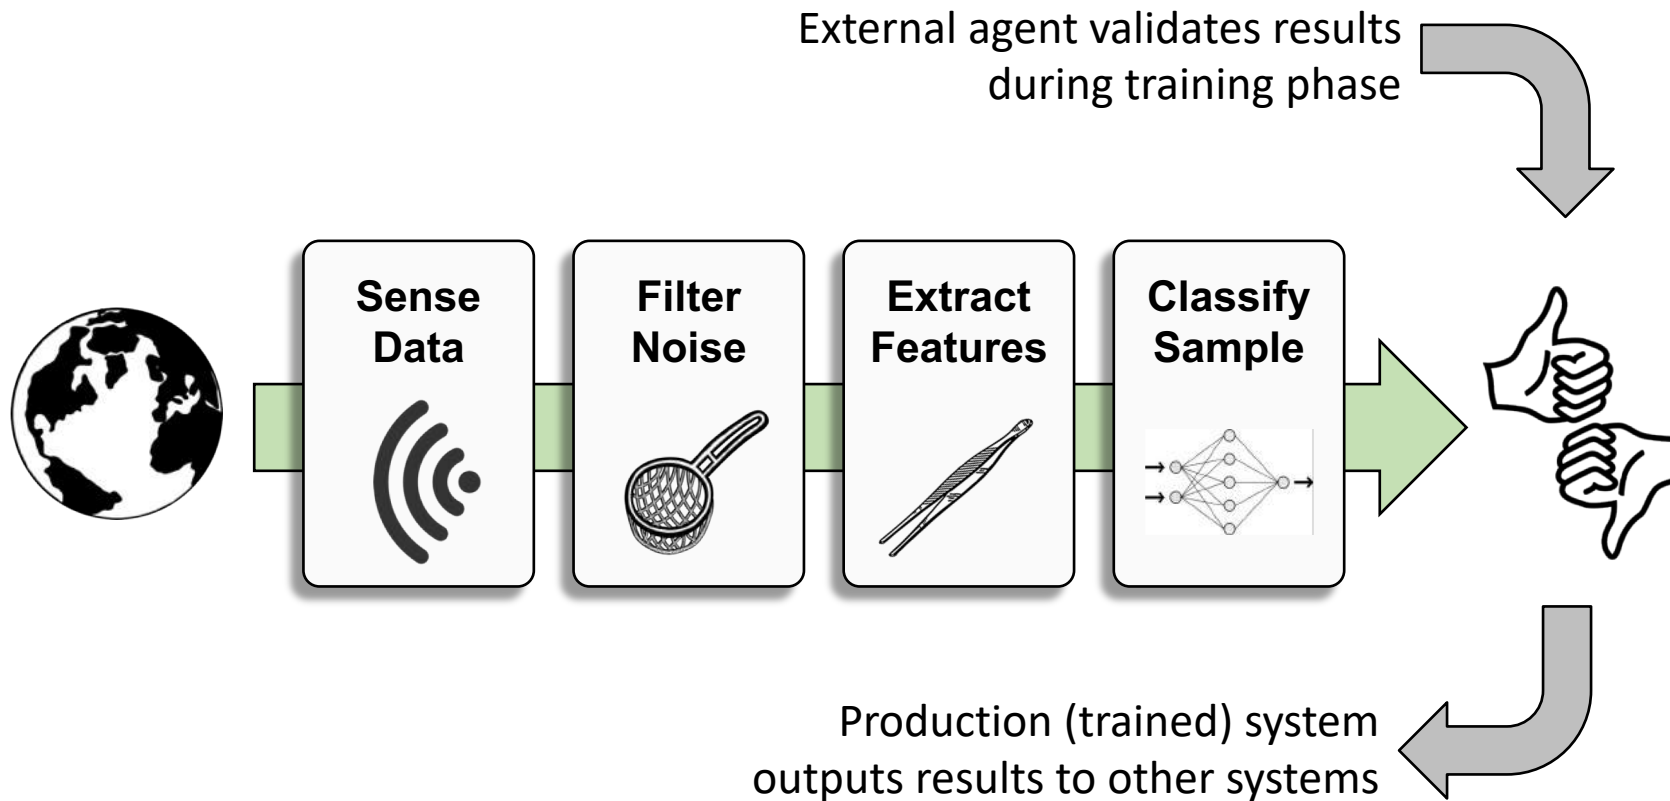 External agent validates results
during training phase
Sense
Data
Filter
Noise
Extract
Features
Classify
Sample
Production (trained) system
outputs results to other systems